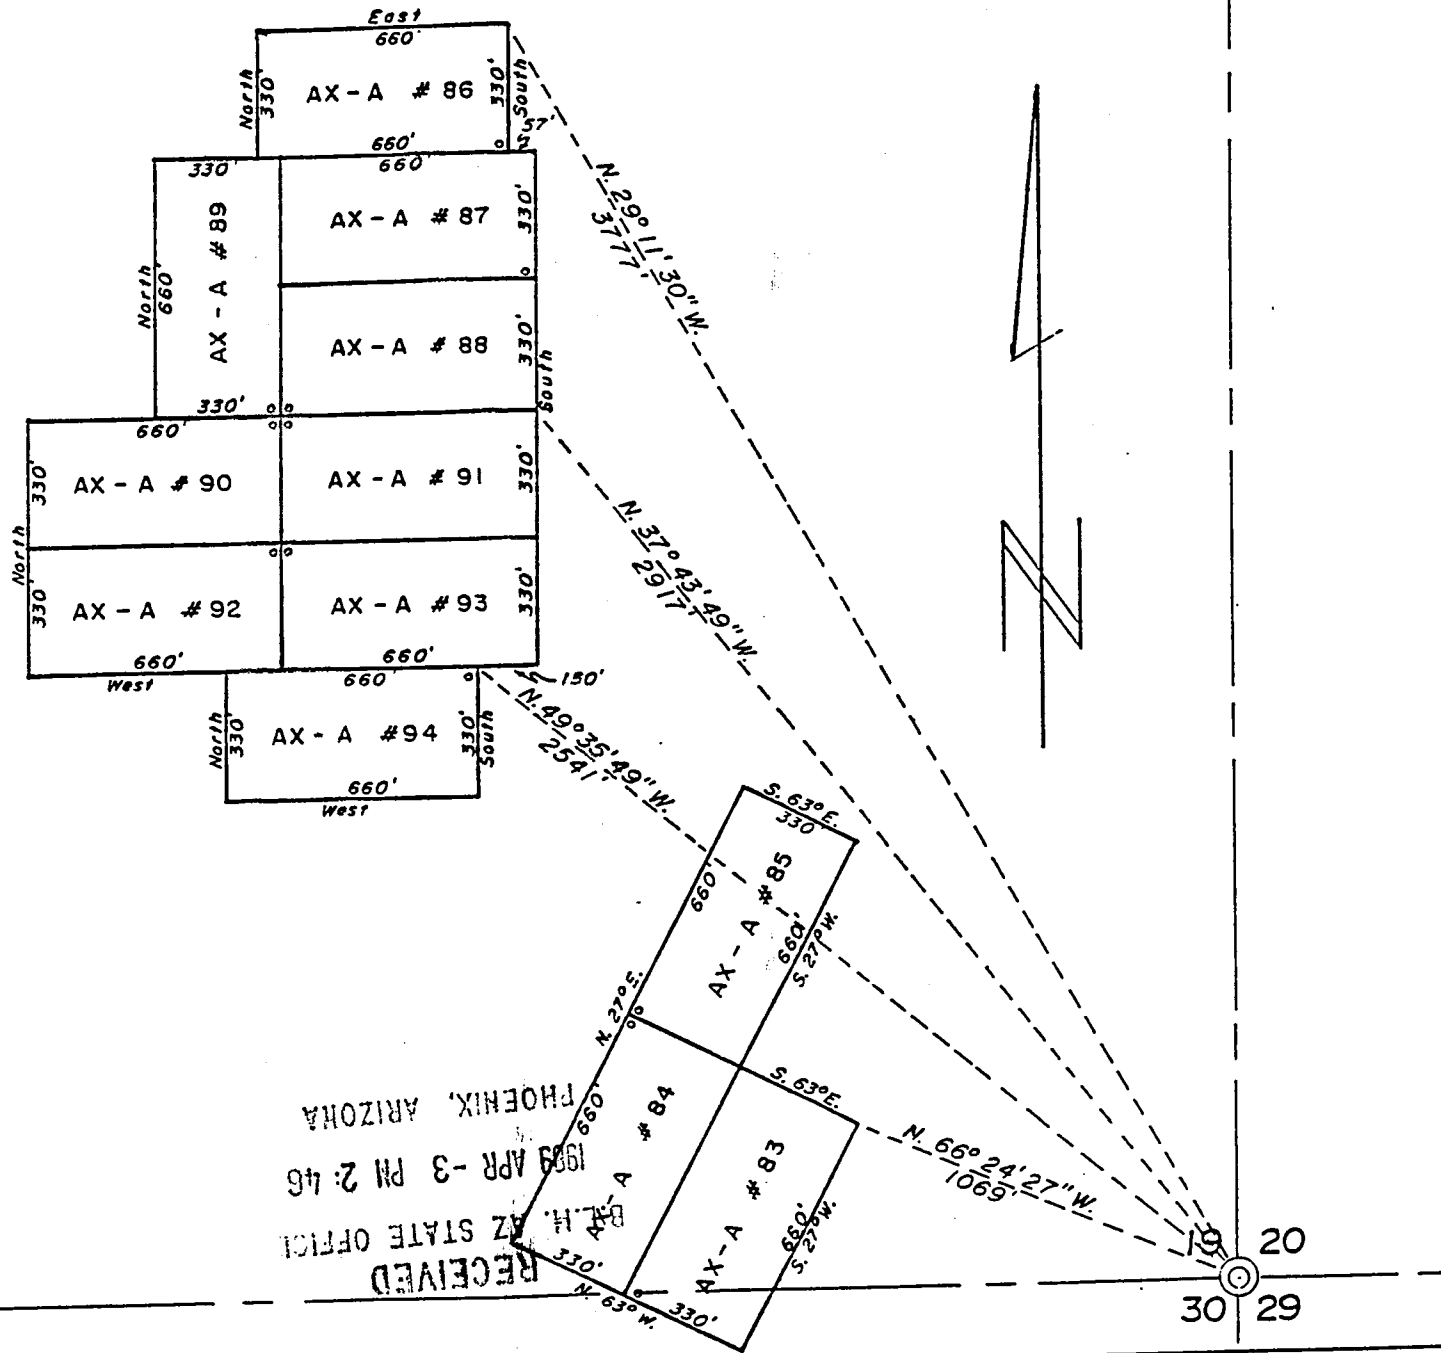 East
660'
North
330'
AX-A # 86
330'
South
57'
660'
330'
660'
North
660'
AX-A # 89
AX-A # 87
330'
AX-A # 88
330'
South
330'
660'
North
330'
AX-A # 90
AX-A # 91
330'
330'
AX-A # 92
AX-A # 93
330'
660'
West
660'
150'
660'
North
330'
AX-A #94
330'
South
660'
West
N. 29° 11' 30" W.
3777'
N. 37° 43' 49" W.
2917'
N. 49° 35' 49" W.
2541'
N
S. 63° E.
330'
660'
AX-A # 85
660'
S. 27° W.
N. 27° E.
S. 63° E.
660'
AX-A # 84
AX-A # 83
660'
S. 27° W.
330'
N. 63° W.
330'
N. 66° 24' 27" W.
1069'
19 20
30 29
RECEIVED
AZ STATE OFFICE
APR -3 PM 2:46
PHOENIX, ARIZONA